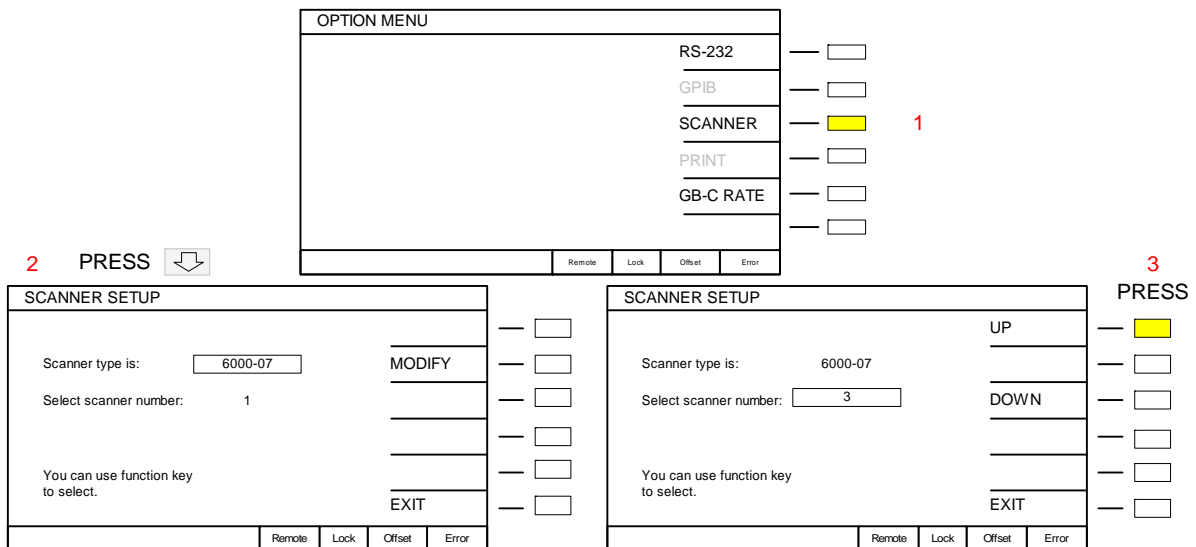 OPTION MENU
RS-232
GPIB
SCANNER
1
PRINT
GB-C RATE
Remote Lock Offset Error
2 PRESS
SCANNER SETUP
Scanner type is: 6000-07 MODIFY
Select scanner number: 1
You can use function key
to select.
EXIT
Remote Lock Offset Error
3
PRESS
SCANNER SETUP
UP
Scanner type is: 6000-07
Select scanner number: 3 DOWN
You can use function key
to select.
EXIT
Remote Lock Offset Error